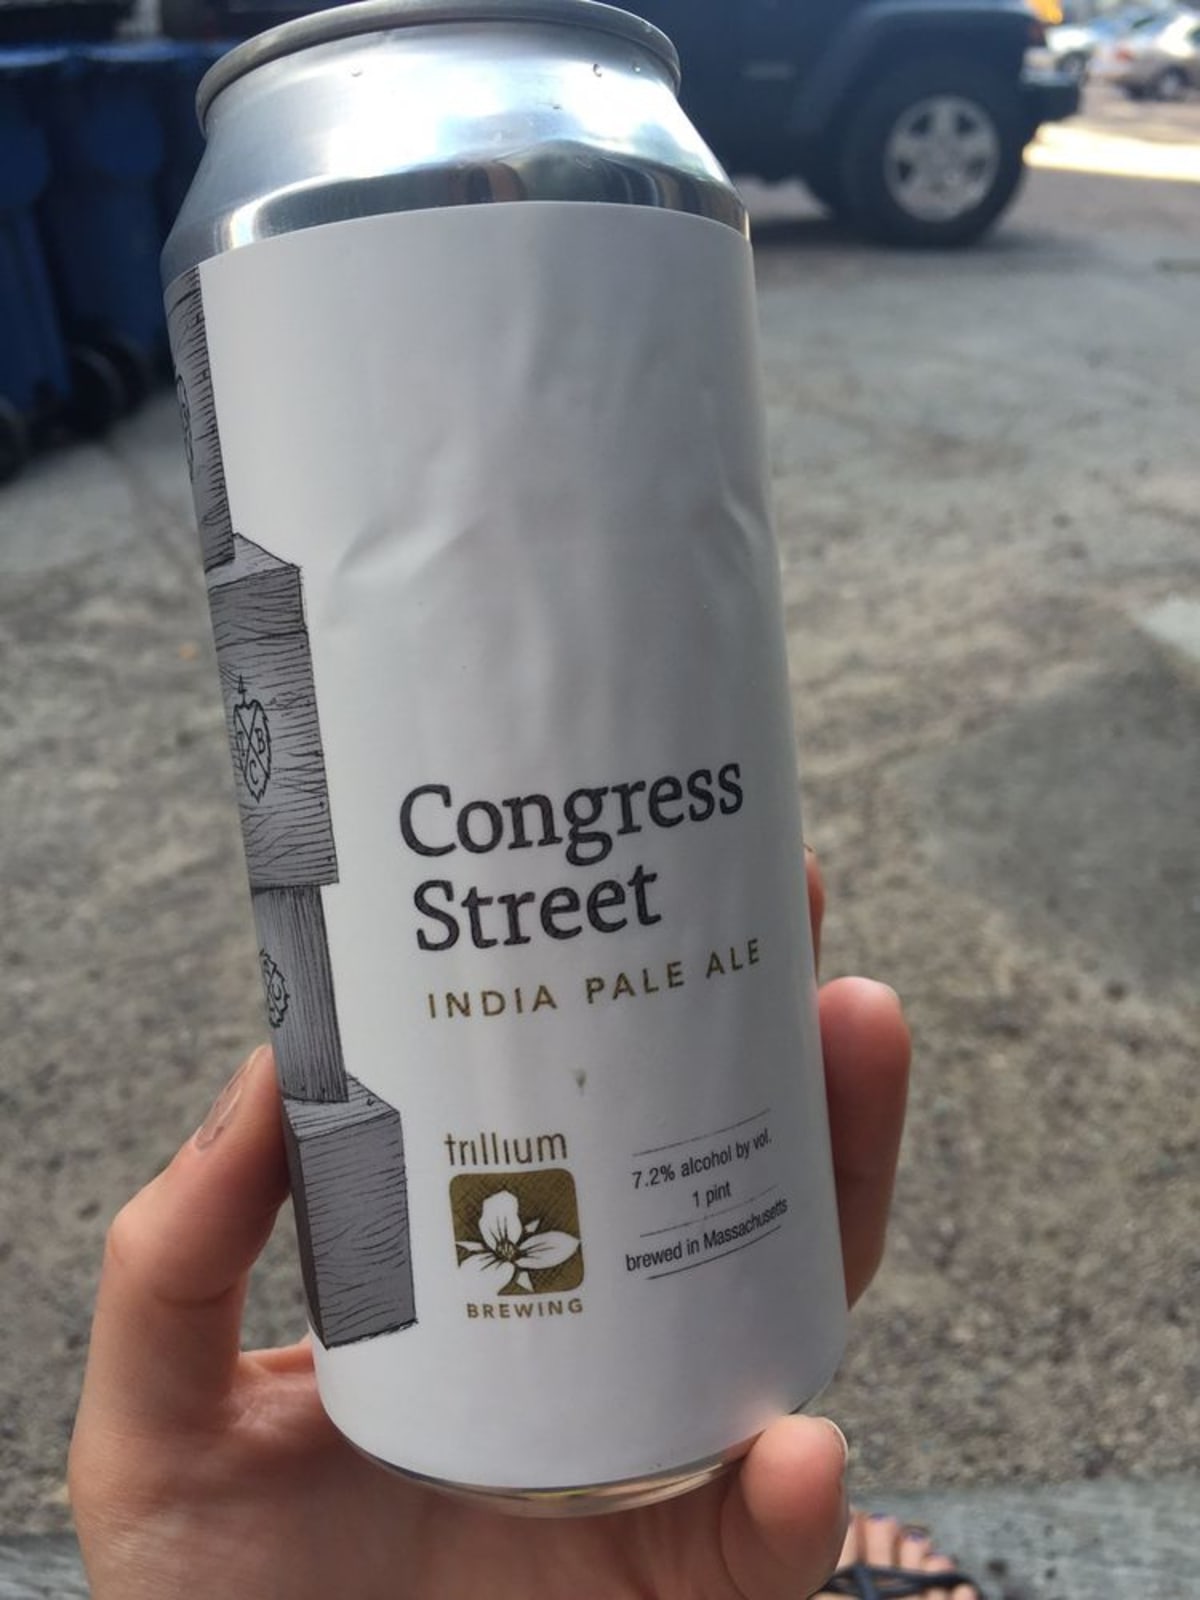 Congress
Street
INDIA PALE ALE
trillium
BREWING
7.2% alcohol by vol.
1 pint
brewed in Massachusetts
T B
C